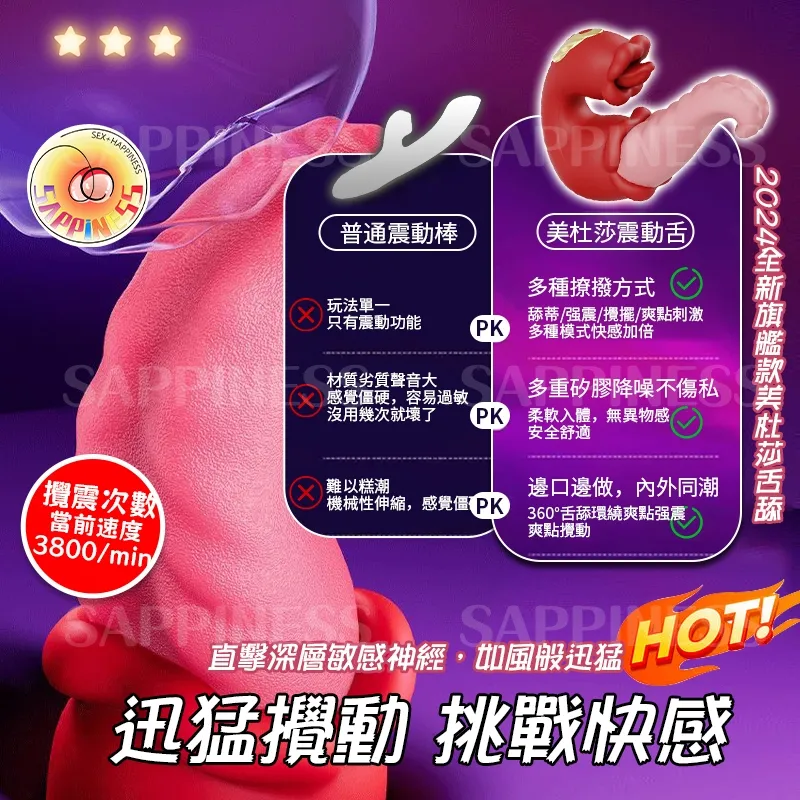 SEX+HAPPINESS
SAPPINESS
普通震動棒
玩法單一
只有震動功能
材質劣質聲音大
感覺僵硬，容易過敏
沒用幾次就壞了
難以糕潮
機械性伸縮，感覺僵
PK
PK
PK
美杜莎震動舌
多種撩撥方式
舔蒂/强震/攪擺/爽點刺激
多種模式快感加倍
多重矽膠降噪不傷私
柔軟入體，無異物感
安全舒適
邊口邊做，內外同潮
360°舌舔環繞爽點强震
爽點攪動
2024全新旗艦款美杜莎舌舔
攪震次數
當前速度
3800/min
直擊深層敏感神經．如風般迅猛
HOT!
迅猛攪動 挑戰快感
SAPPINESS
SAPPINESS
SAPPINESS
SAPPINESS
SAPPINESS
SAPPINESS